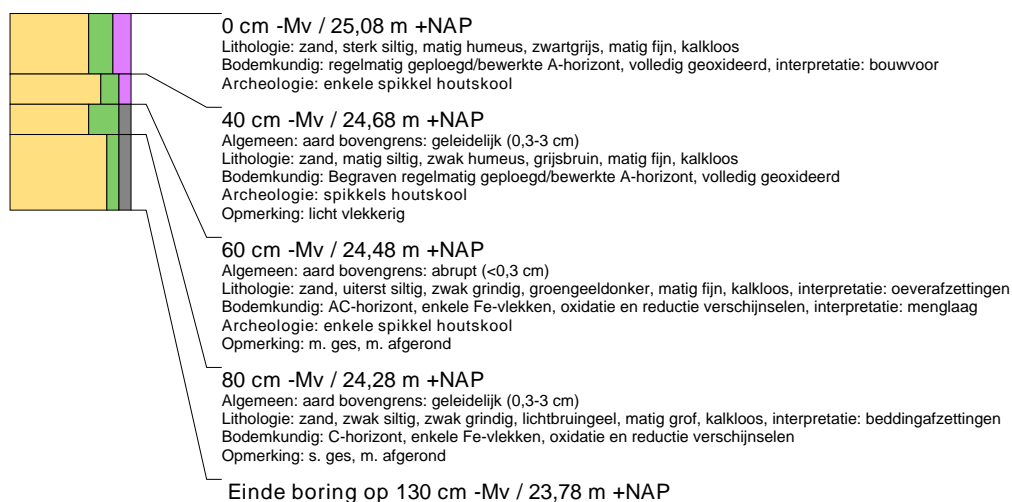 0 cm -Mv / 25,08 m +NAP
Lithologie: zand, sterk siltig, matig humeus, zwartgrijs, matig fijn, kalkloos
Bodemkundig: regelmatig geploegd/bewerkte A-horizont, volledig geoxideerd, interpretatie: bouwvoor
Archeologie: enkele spikkel houtskool
40 cm -Mv / 24,68 m +NAP
Algemeen: aard bovengrens: geleidelijk (0,3-3 cm)
Lithologie: zand, matig siltig, zwak humeus, grijsbruin, matig fijn, kalkloos
Bodemkundig: Begraven regelmatig geploegd/bewerkte A-horizont, volledig geoxideerd
Archeologie: spikkels houtskool
Opmerking: licht vlekkerig
60 cm -Mv / 24,48 m +NAP
Algemeen: aard bovengrens: abrupt (<0,3 cm)
Lithologie: zand, uiterst siltig, zwak grindig, groengeeldonker, matig fijn, kalkloos, interpretatie: oeverafzettingen
Bodemkundig: AC-horizont, enkele Fe-vlekken, oxidatie en reductie verschijnselen, interpretatie: menglaag
Archeologie: enkele spikkel houtskool
Opmerking: m. ges, m. afgerond
80 cm -Mv / 24,28 m +NAP
Algemeen: aard bovengrens: geleidelijk (0,3-3 cm)
Lithologie: zand, zwak siltig, zwak grindig, lichtbruingeel, matig grof, kalkloos, interpretatie: beddingafzettingen
Bodemkundig: C-horizont, enkele Fe-vlekken, oxidatie en reductie verschijnselen
Opmerking: s. ges, m. afgerond
Einde boring op 130 cm -Mv / 23,78 m +NAP